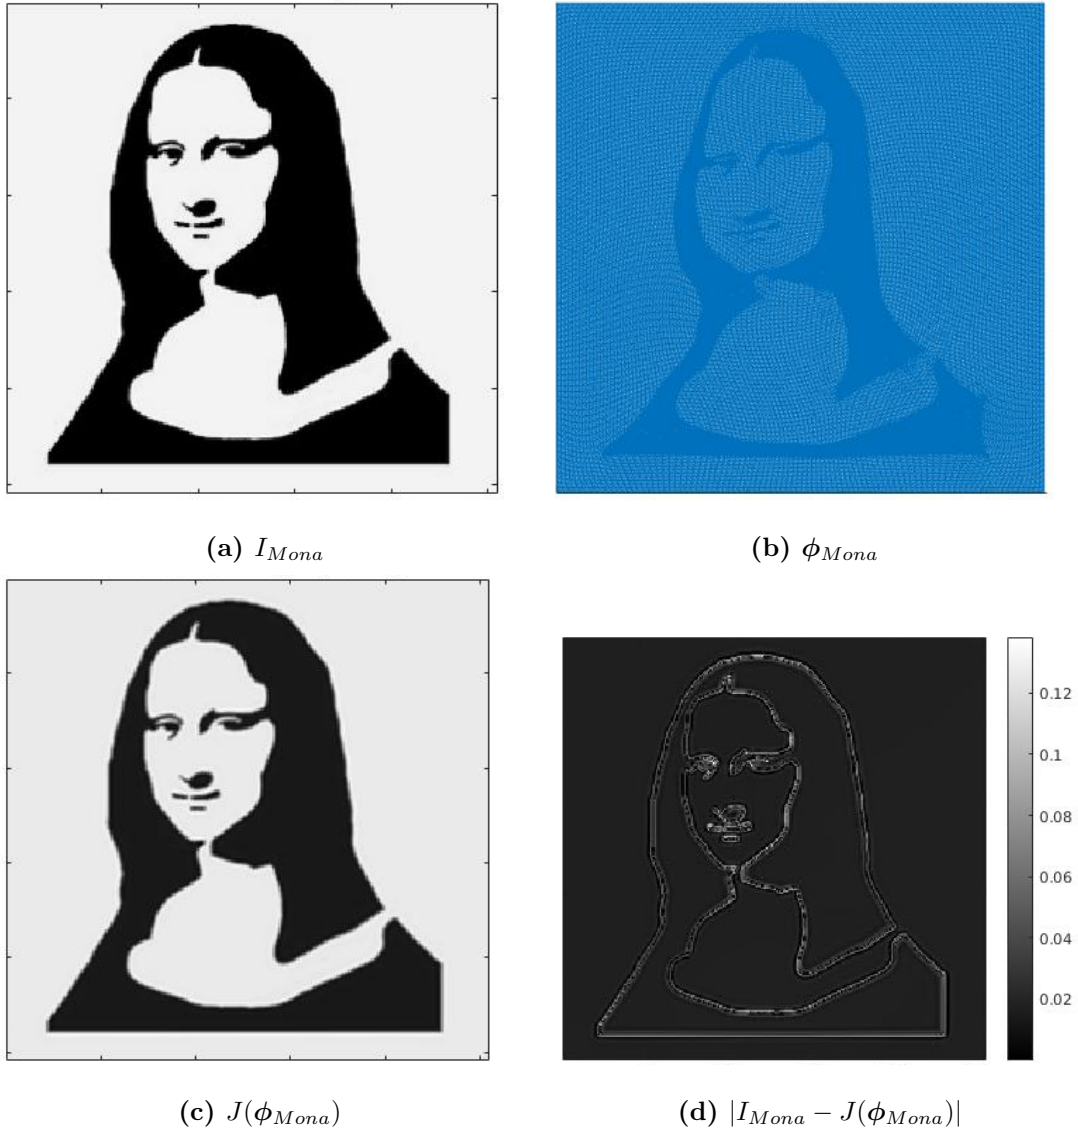 (a) I_{Mona}
(b) ϕ_{Mona}
0.12
0.1
0.08
0.06
0.04
0.02
(c) J(ϕ_{Mona})
(d) |I_{Mona} − J(ϕ_{Mona})|